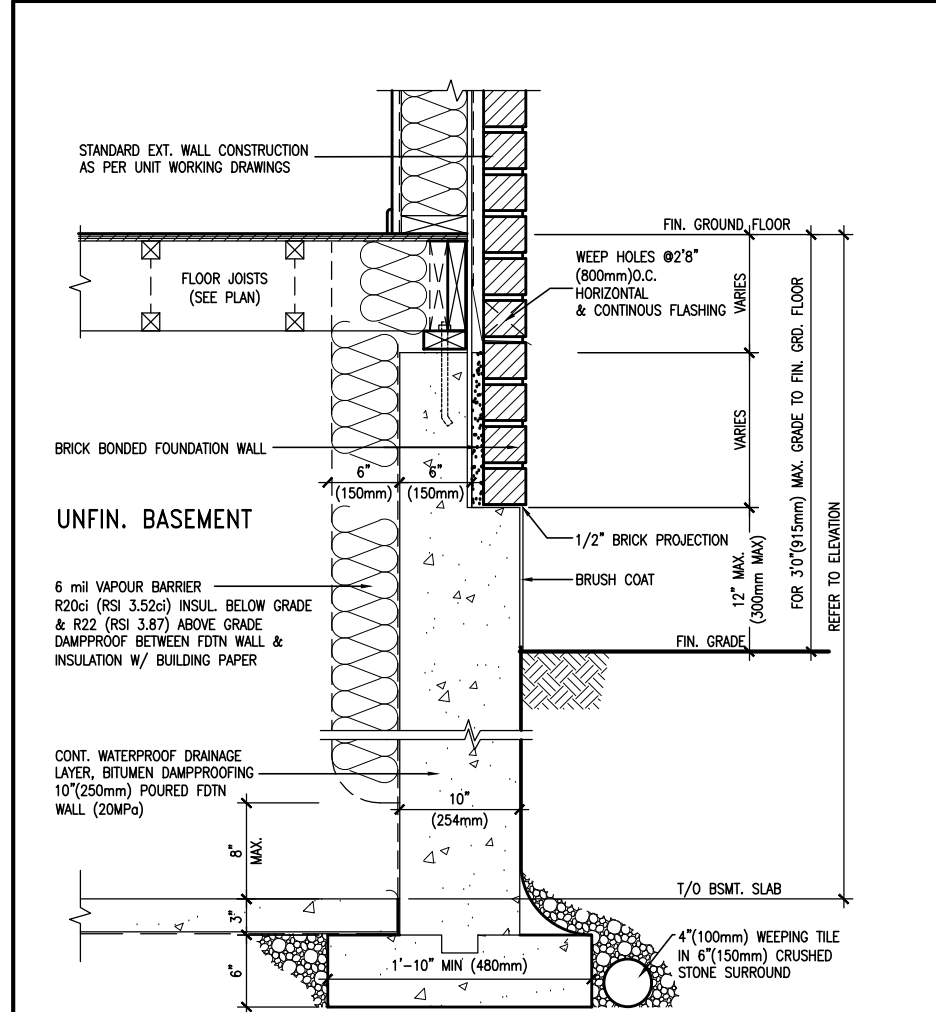 STANDARD EXT. WALL CONSTRUCTION
AS PER UNIT WORKING DRAWINGS
FIN. GROUND FLOOR
FLOOR JOISTS
(SEE PLAN)
WEEP HOLES @2'8"
(800mm)O.C.
HORIZONTAL
& CONTINOUS FLASHING
VARIES
VARIES
FOR 3'0"(915mm) MAX. GRADE TO FIN. GRD. FLOOR
REFER TO ELEVATION
BRICK BONDED FOUNDATION WALL
6"
(150mm)
6"
(150mm)
UNFIN. BASEMENT
1/2" BRICK PROJECTION
BRUSH COAT
12" MAX.
(300mm MAX)
6 mil VAPOUR BARRIER
R20ci (RSI 3.52ci) INSUL. BELOW GRADE
& R22 (RSI 3.87) ABOVE GRADE
DAMPPROOF BETWEEN FDTN WALL &
INSULATION W/ BUILDING PAPER
FIN. GRADE
CONT. WATERPROOF DRAINAGE
LAYER, BITUMEN DAMPPROOFING
10"(250mm) POURED FDTN
WALL (20MPa)
10"
(254mm)
8"
MAX.
T/O BSMT. SLAB
3"
6"
1'-10" MIN (480mm)
4"(100mm) WEEPING TILE
IN 6"(150mm) CRUSHED
STONE SURROUND